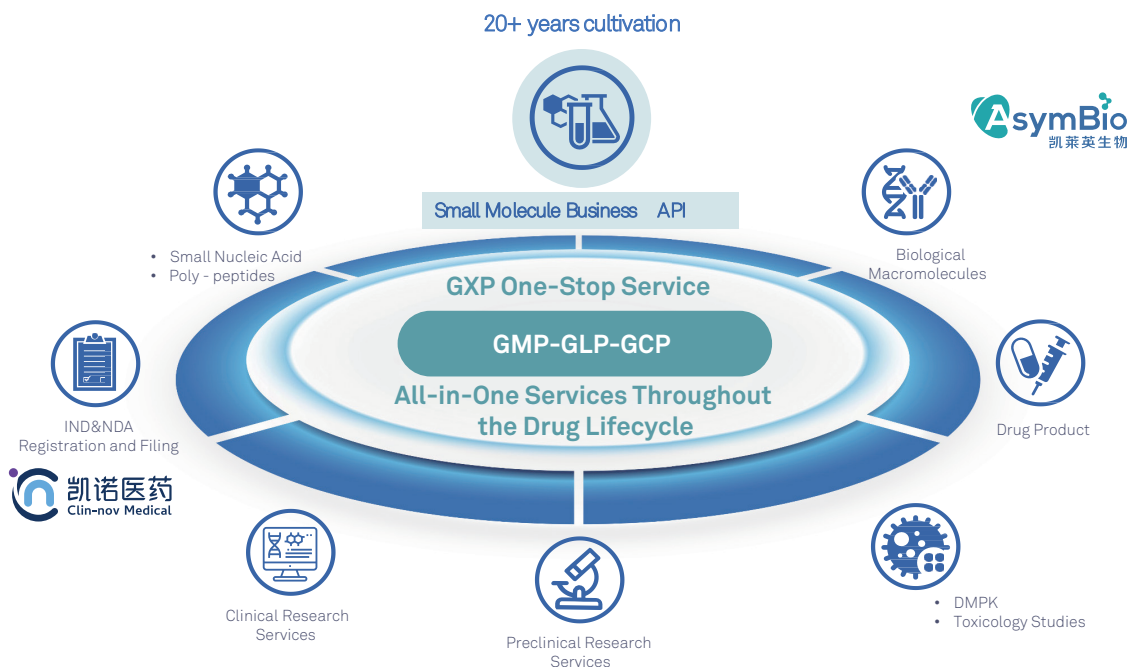 20+ years cultivation
AsymBio
凯莱英生物
Small Molecule Business API
• Small Nucleic Acid
• Poly - peptides
Biological
Macromolecules
GXP One-Stop Service
GMP-GLP-GCP
All-in-One Services Throughout
the Drug Lifecycle
IND&NDA
Registration and Filing
Drug Product
凯诺医药
Clin-nov Medical
Clinical Research
Services
Preclinical Research
Services
• DMPK
• Toxicology Studies